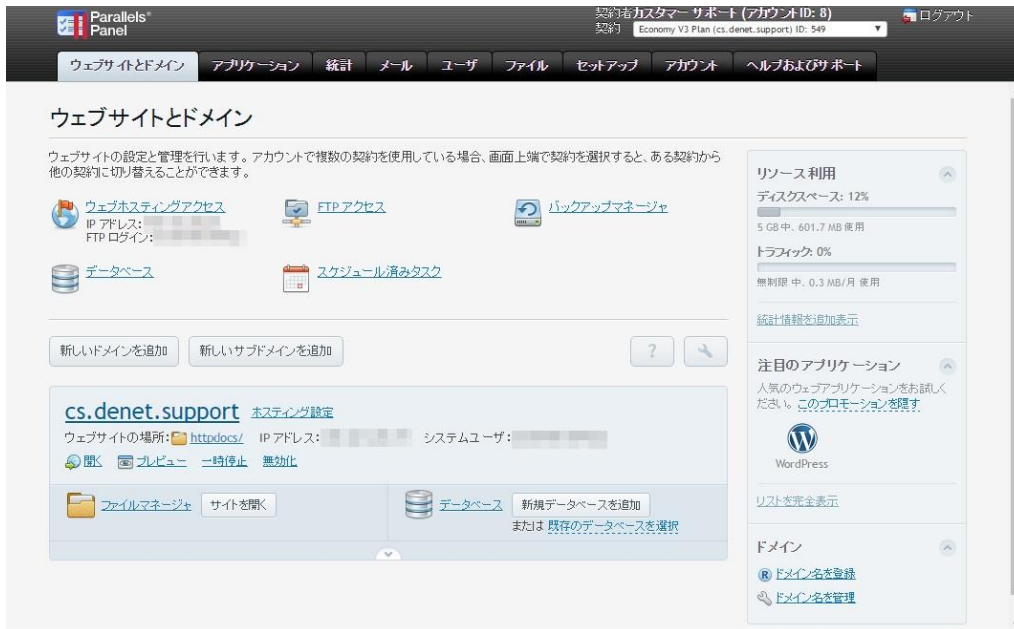 Parallels®
Panel
契約者カスタマー サポート (アカウント ID: 8)
契約 Economy V3 Plan (cs.denet.support) ID: 549
ログアウト
ウェブサイトとドメイン アプリケーション 統計 メール ユーザ ファイル セットアップ アカウント ヘルプおよびサポート
ウェブサイトとドメイン
ウェブサイトの設定と管理を行います。アカウントで複数の契約を使用している場合、画面上端で契約を選択すると、ある契約から
他の契約に切り替えることができます。
ウェブホスティングアクセス
IP アドレス:
FTP ログイン:
FTP アクセス
バックアップマネージャ
データベース
スケジュール済みタスク
新しいドメインを追加 新しいサブドメインを追加
?
cs.denet.support ホスティング設定
ウェブサイトの場所: httpdocs/ IP アドレス: システムユーザ:
開く プレビュー 一時停止 無効化
ファイルマネージャ サイトを開く
データベース 新規データベースを追加
または 既存のデータベースを選択
リソース利用
ディスクスペース: 12%
5 GB 中、601.7 MB 使用
トラフィック: 0%
無制限 中、0.3 MB/月 使用
統計情報を追加表示
注目のアプリケーション
人気のウェブアプリケーションをお試しく
ださい。このプロモーションを隠す
WordPress
リストを完全表示
ドメイン
ドメイン名を登録
ドメイン名を管理